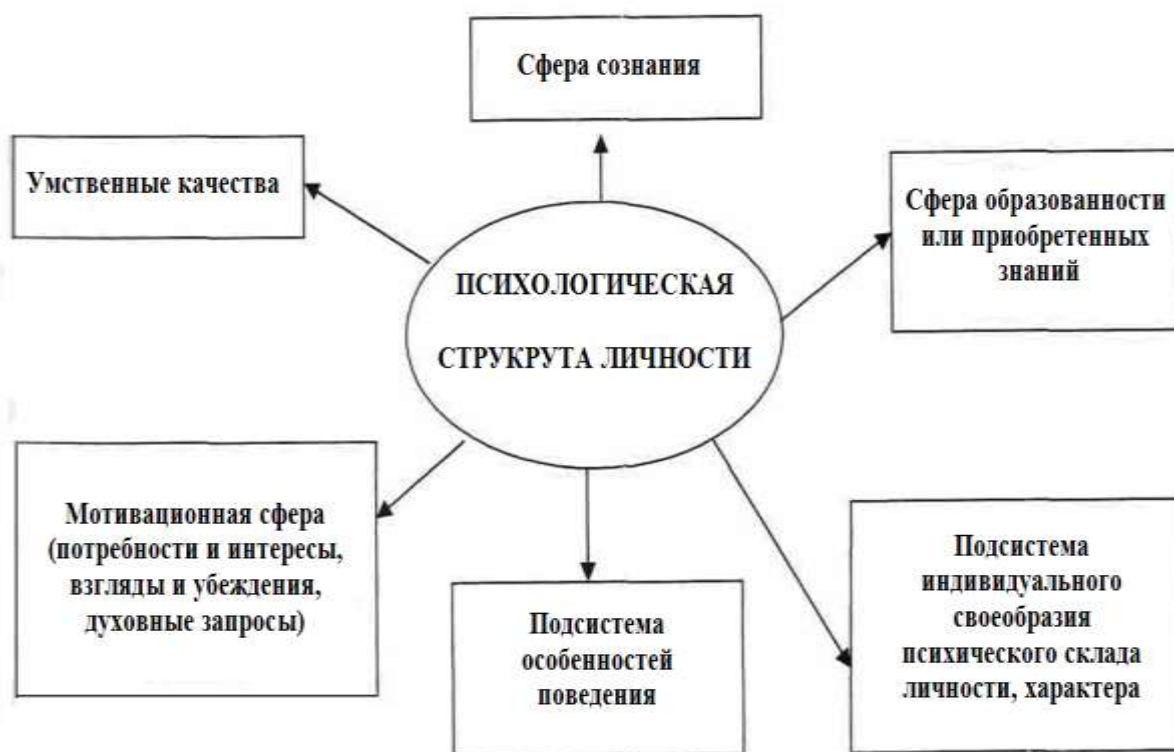 Сфера сознания
Умственные качества
Сфера образованности
или приобретенных
знаний
ПСИХОЛОГИЧЕСКАЯ
СТРУКРУТА ЛИЧНОСТИ
Мотивационная сфера
(потребности и интересы,
взгляды и убеждения,
духовные запросы)
Подсистема
особенностей
поведения
Подсистема
индивидуального
своеобразия
психического склада
личности, характера